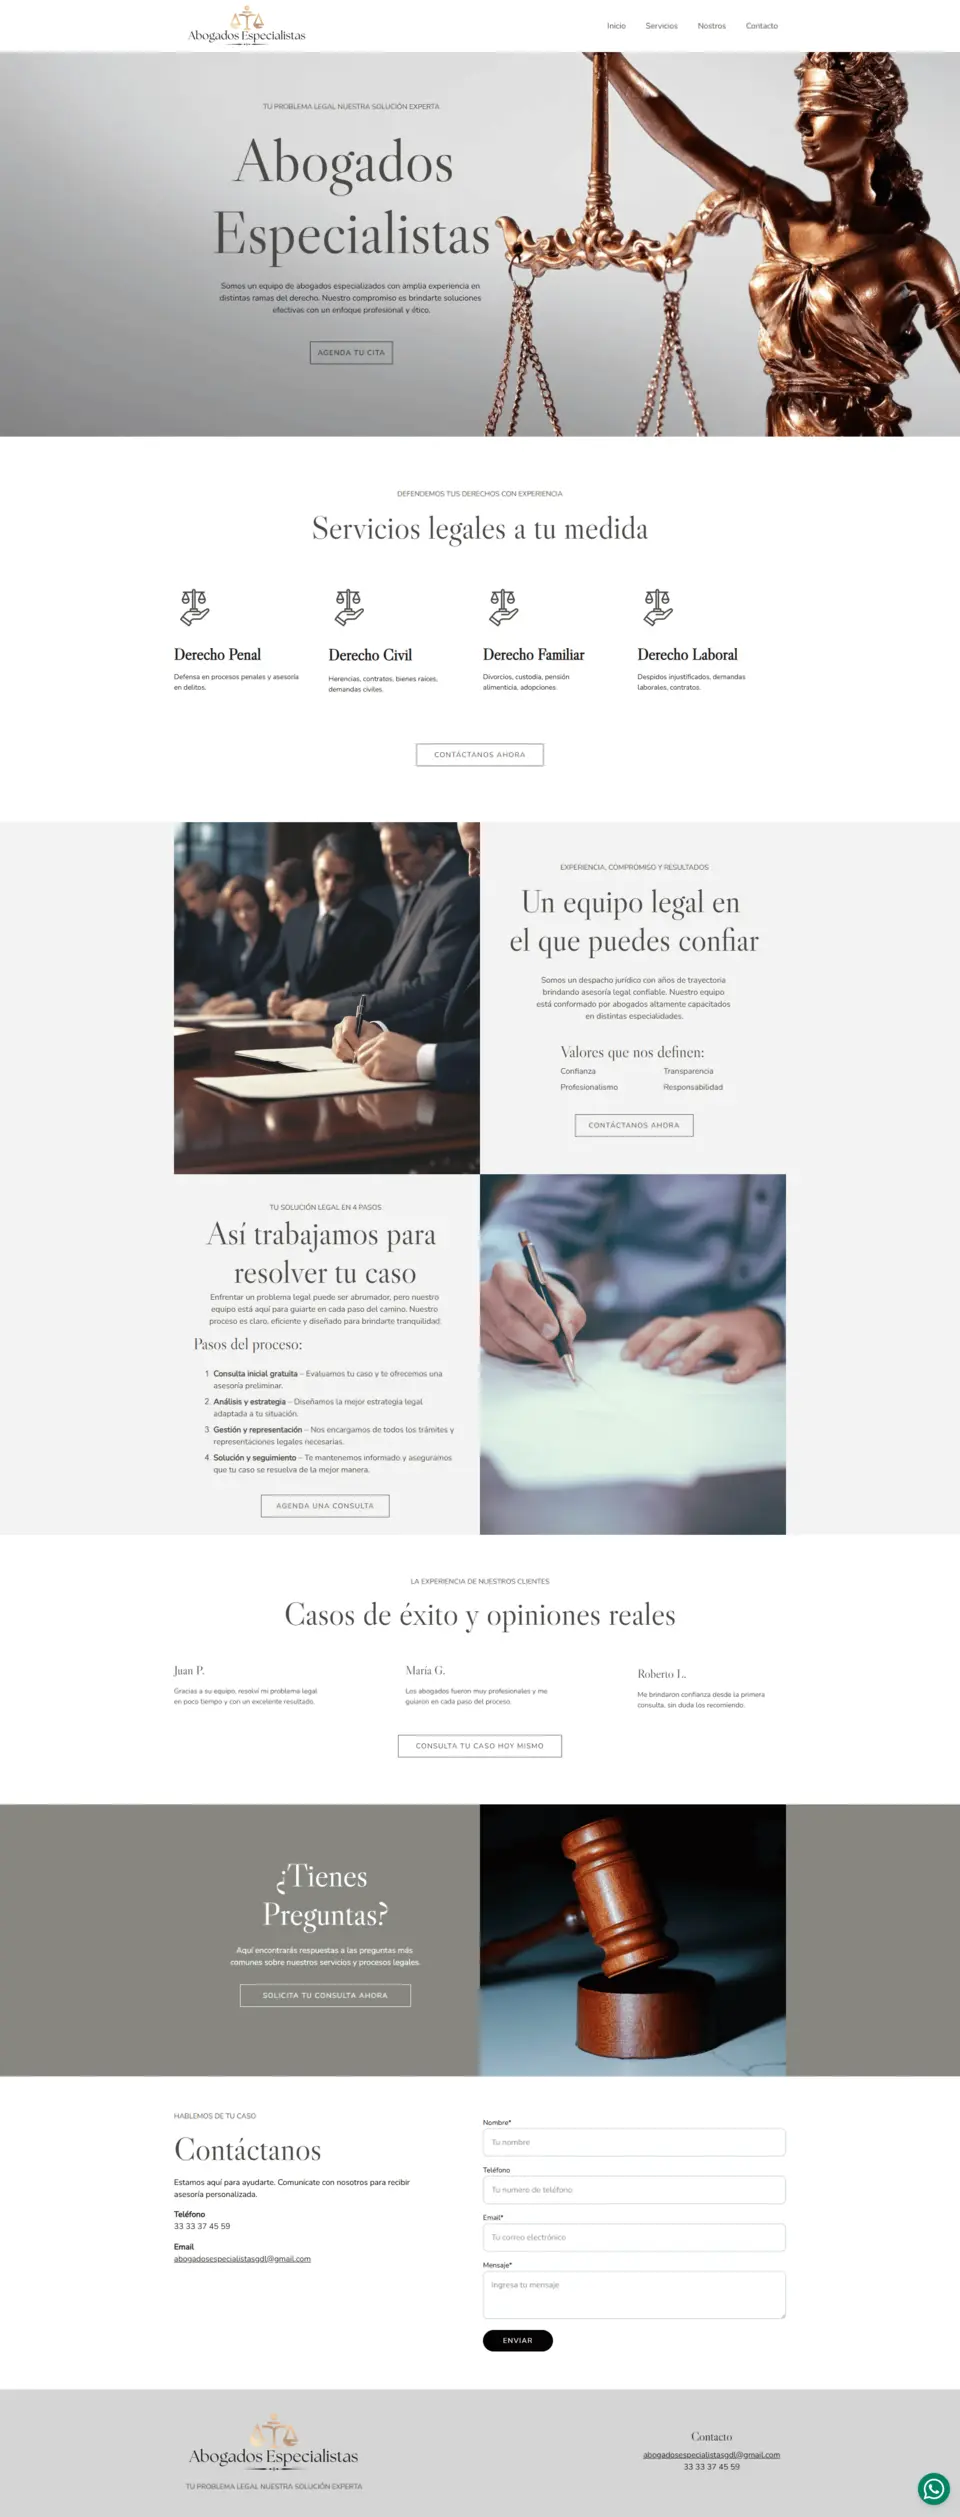 Abogados Especialistas
Inicio Servicios Nostros Contacto
TU PROBLEMA LEGAL NUESTRA SOLUCIÓN EXPERTA
Abogados
Especialistas
Somos un equipo de abogados especializados con amplia experiencia en
distintas ramas del derecho. Nuestro compromiso es brindarte soluciones
efectivas con un enfoque profesional y ético.
AGENDA TU CITA
DEFENDEMOS TUS DERECHOS CON EXPERIENCIA
Servicios legales a tu medida
Derecho Penal
Defensa en procesos penales y asesoría
en delitos.
Derecho Civil
Herencias, contratos, bienes raíces,
demandas civiles.
Derecho Familiar
Divorcios, custodia, pensión
alimenticia, adopciones.
Derecho Laboral
Despidos injustificados, demandas
laborales, contratos.
CONTÁCTANOS AHORA
EXPERIENCIA, COMPROMISO Y RESULTADOS
Un equipo legal en
el que puedes confiar
Somos un despacho jurídico con años de trayectoria
brindando asesoría legal confiable. Nuestro equipo
está conformado por abogados altamente capacitados
en distintas especialidades.
Valores que nos definen:
Confianza Transparencia
Profesionalismo Responsabilidad
CONTÁCTANOS AHORA
TU SOLUCIÓN LEGAL EN 4 PASOS
Así trabajamos para
resolver tu caso
Enfrentar un problema legal puede ser abrumador, pero nuestro
equipo está aquí para guiarte en cada paso del camino. Nuestro
proceso es claro, eficiente y diseñado para brindarte tranquilidad.
Pasos del proceso:
1. Consulta inicial gratuita – Evaluamos tu caso y te ofrecemos una
asesoría preliminar.
2. Análisis y estrategia – Diseñamos la mejor estrategia legal
adaptada a tu situación.
3. Gestión y representación – Nos encargamos de todos los trámites y
representaciones legales necesarias.
4. Solución y seguimiento – Te mantenemos informado y aseguramos
que tu caso se resuelva de la mejor manera.
AGENDA UNA CONSULTA
LA EXPERIENCIA DE NUESTROS CLIENTES
Casos de éxito y opiniones reales
Juan P.
Gracias a su equipo, resolví mi problema legal
en poco tiempo y con un excelente resultado.
María G.
Los abogados fueron muy profesionales y me
guiaron en cada paso del proceso.
Roberto L.
Me brindaron confianza desde la primera
consulta, sin duda los recomiendo.
CONSULTA TU CASO HOY MISMO
¿Tienes
Preguntas?
Aquí encontrarás respuestas a las preguntas más
comunes sobre nuestros servicios y procesos legales.
SOLICITA TU CONSULTA AHORA
HABLEMOS DE TU CASO
Contáctanos
Estamos aquí para ayudarte. Comunícate con nosotros para recibir
asesoría personalizada.
Teléfono
33 33 37 45 59
Email
abogadosespecialistasgdl@gmail.com
Nombre*
Tu nombre
Teléfono
Tu numero de teléfono
Email*
Tu correo electrónico
Mensaje*
Ingresa tu mensaje
ENVIAR
Abogados Especialistas
TU PROBLEMA LEGAL NUESTRA SOLUCIÓN EXPERTA
Contacto
abogadosespecialistasgdl@gmail.com
33 33 37 45 59